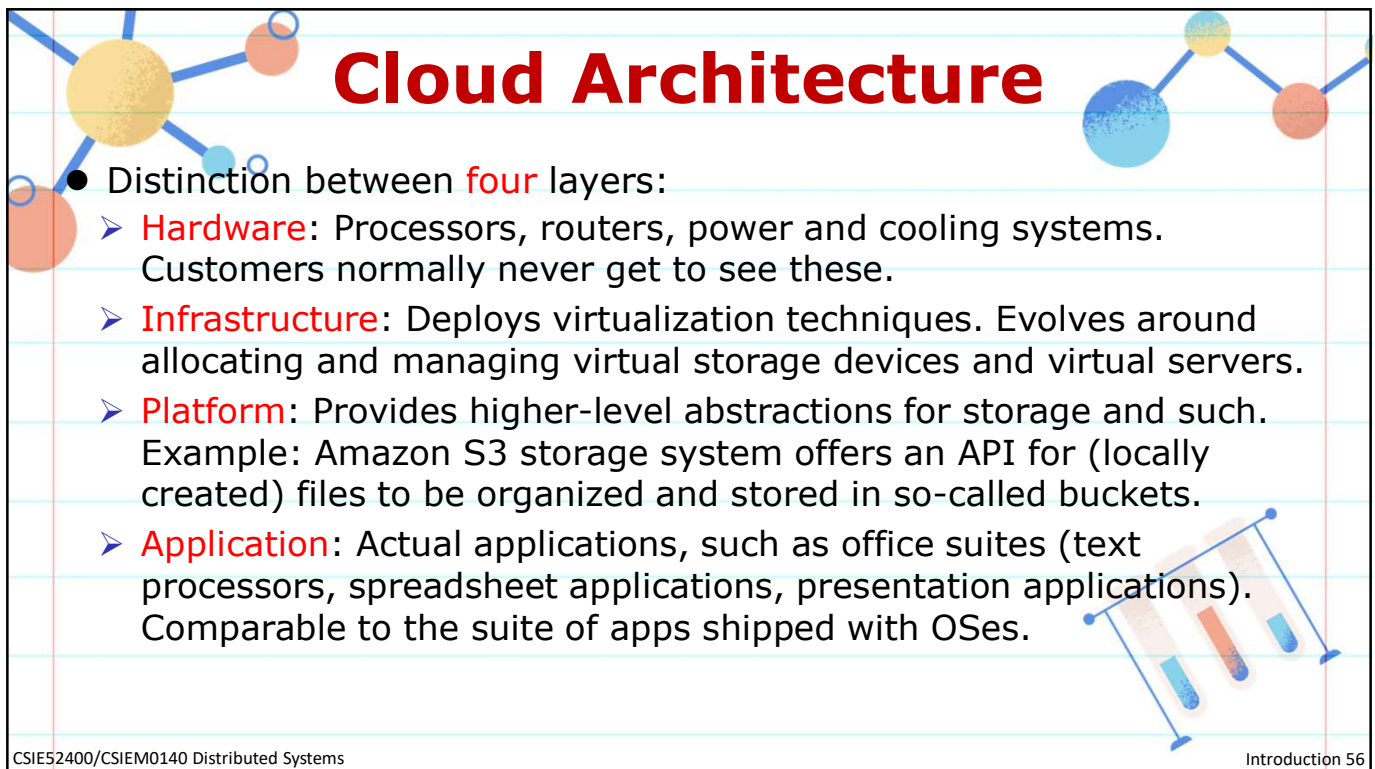 Cloud Architecture
● Distinction between four layers:
➢ Hardware: Processors, routers, power and cooling systems.
Customers normally never get to see these.
➢ Infrastructure: Deploys virtualization techniques. Evolves around
allocating and managing virtual storage devices and virtual servers.
➢ Platform: Provides higher-level abstractions for storage and such.
Example: Amazon S3 storage system offers an API for (locally
created) files to be organized and stored in so-called buckets.
➢ Application: Actual applications, such as office suites (text
processors, spreadsheet applications, presentation applications).
Comparable to the suite of apps shipped with OSes.
CSIE52400/CSIEM0140 Distributed Systems
Introduction 56